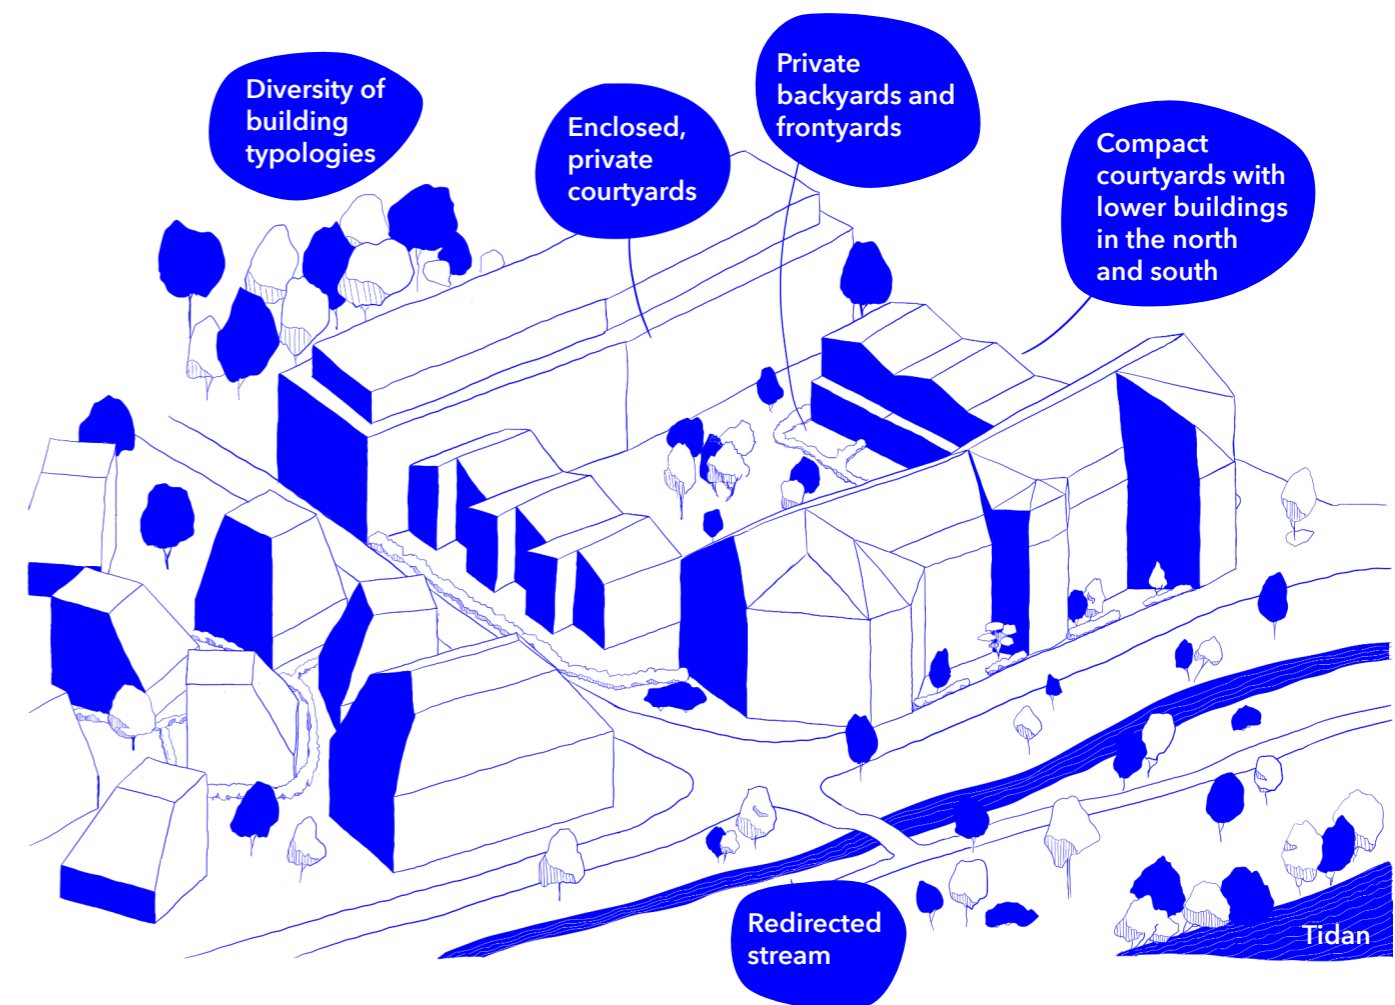 Diversity of
building
typologies
Enclosed,
private
courtyards
Private
backyards and
frontyards
Compact
courtyards with
lower buildings
in the north
and south
Redirected
stream
Tidan